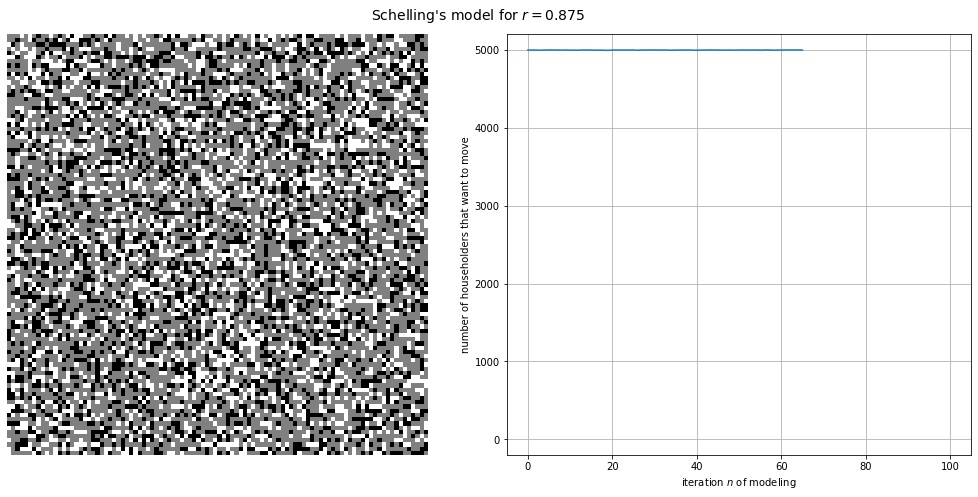 Schelling's model for r = 0.875
number of householders that want to move
5000
4000
3000
2000
1000
0
0 20 40 60 80 100
iteration n of modeling